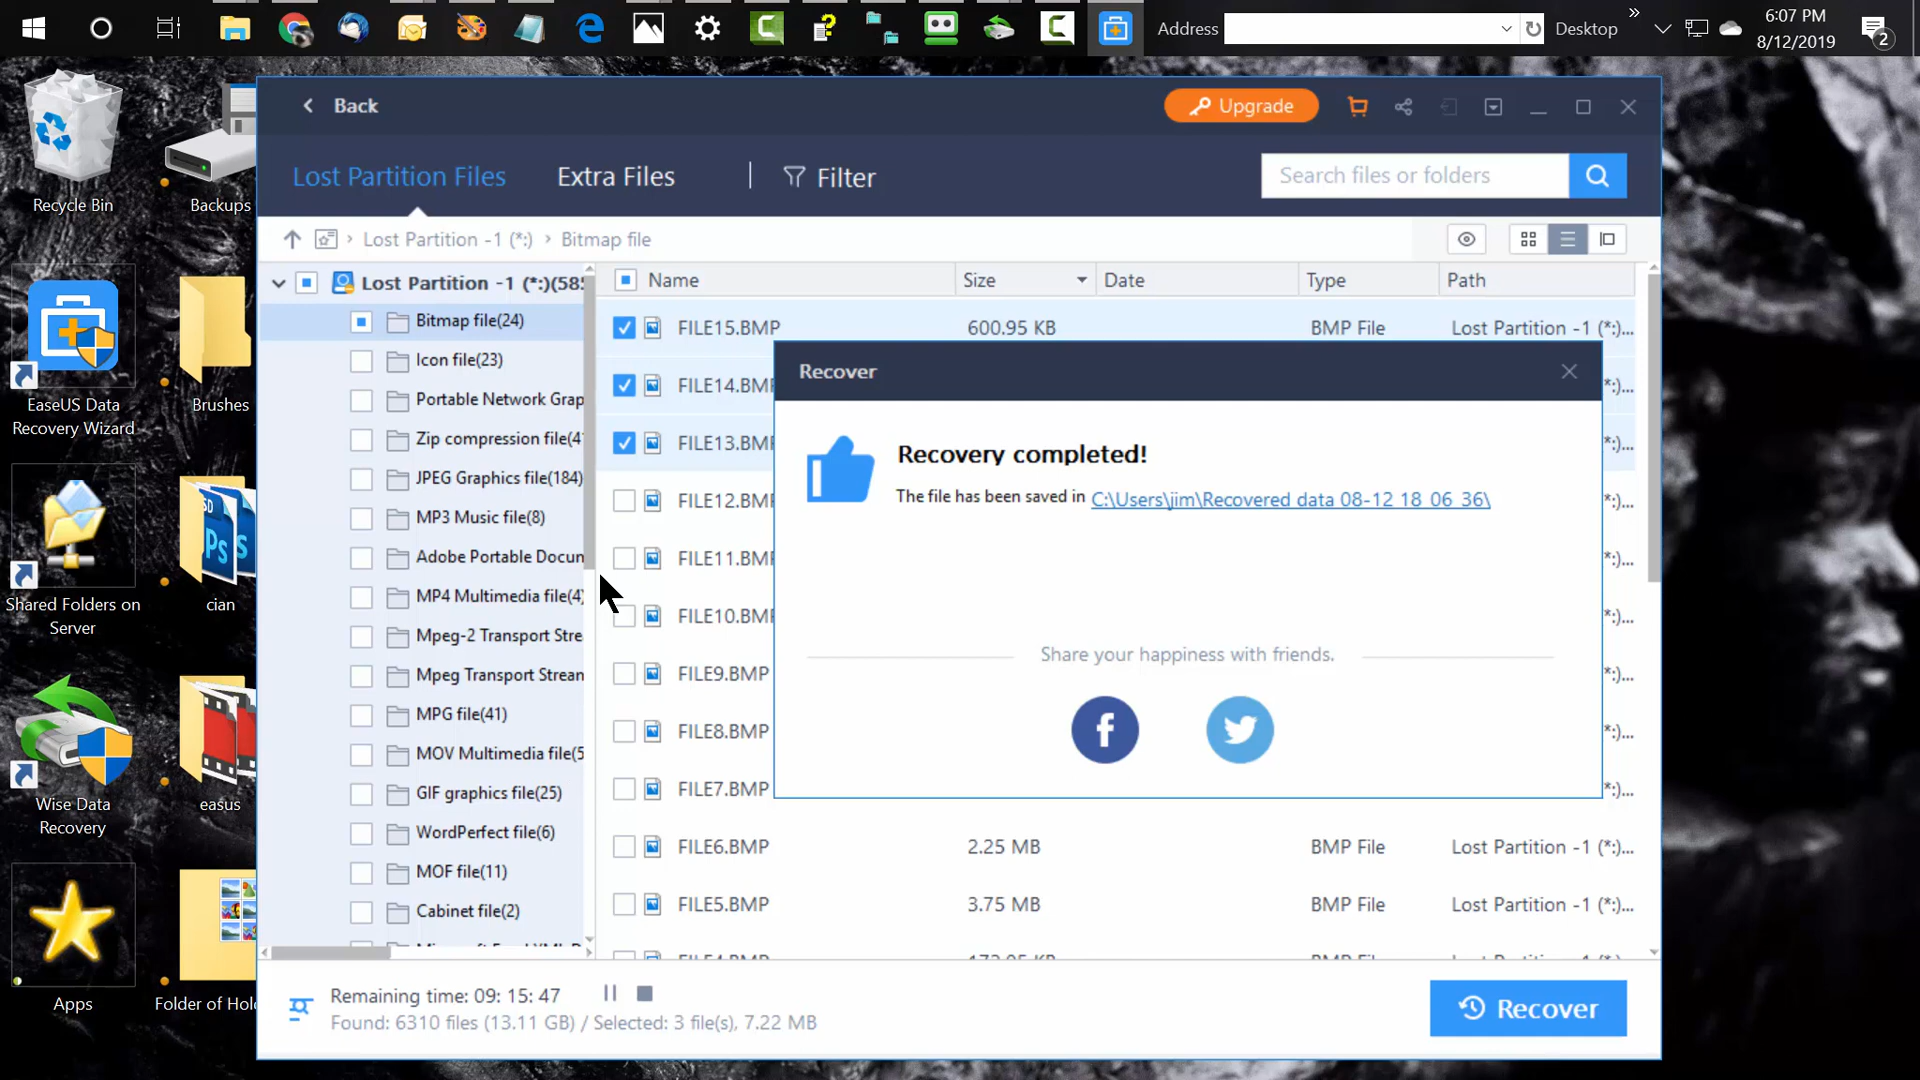 Address
Desktop
»
6:07 PM
8/12/2019
2
Recycle Bin
Backups
EaseUS Data
Recovery Wizard
Brushes
Shared Folders on
Server
cian
Wise Data
Recovery
easus
Apps
Folder of Hol
Back
Upgrade
Lost Partition Files
Extra Files
Filter
Search files or folders
Lost Partition -1 (*:) › Bitmap file
Lost Partition -1 (*:)(585
Bitmap file(24)
Icon file(23)
Portable Network Grap
Zip compression file(4
JPEG Graphics file(184)
MP3 Music file(8)
Adobe Portable Docun
MP4 Multimedia file(4)
Mpeg-2 Transport Stre
Mpeg Transport Strean
MPG file(41)
MOV Multimedia file(5
GIF graphics file(25)
WordPerfect file(6)
MOF file(11)
Cabinet file(2)
Name Size Date Type Path
FILE15.BMP 600.95 KB BMP File Lost Partition -1 (*:)...
FILE14.BMP *:)...
FILE13.BMP *:)...
FILE12.BMP *:)...
FILE11.BMP *:)...
FILE10.BMP *:)...
FILE9.BMP *:)...
FILE8.BMP *:)...
FILE7.BMP *:)...
FILE6.BMP 2.25 MB BMP File Lost Partition -1 (*:)...
FILE5.BMP 3.75 MB BMP File Lost Partition -1 (*:)...
Recover
Recovery completed!
The file has been saved in C:\Users\jim\Recovered data 08-12 18_06_36\
Share your happiness with friends.
Remaining time: 09: 15: 47
Found: 6310 files (13.11 GB) / Selected: 3 file(s), 7.22 MB
Recover